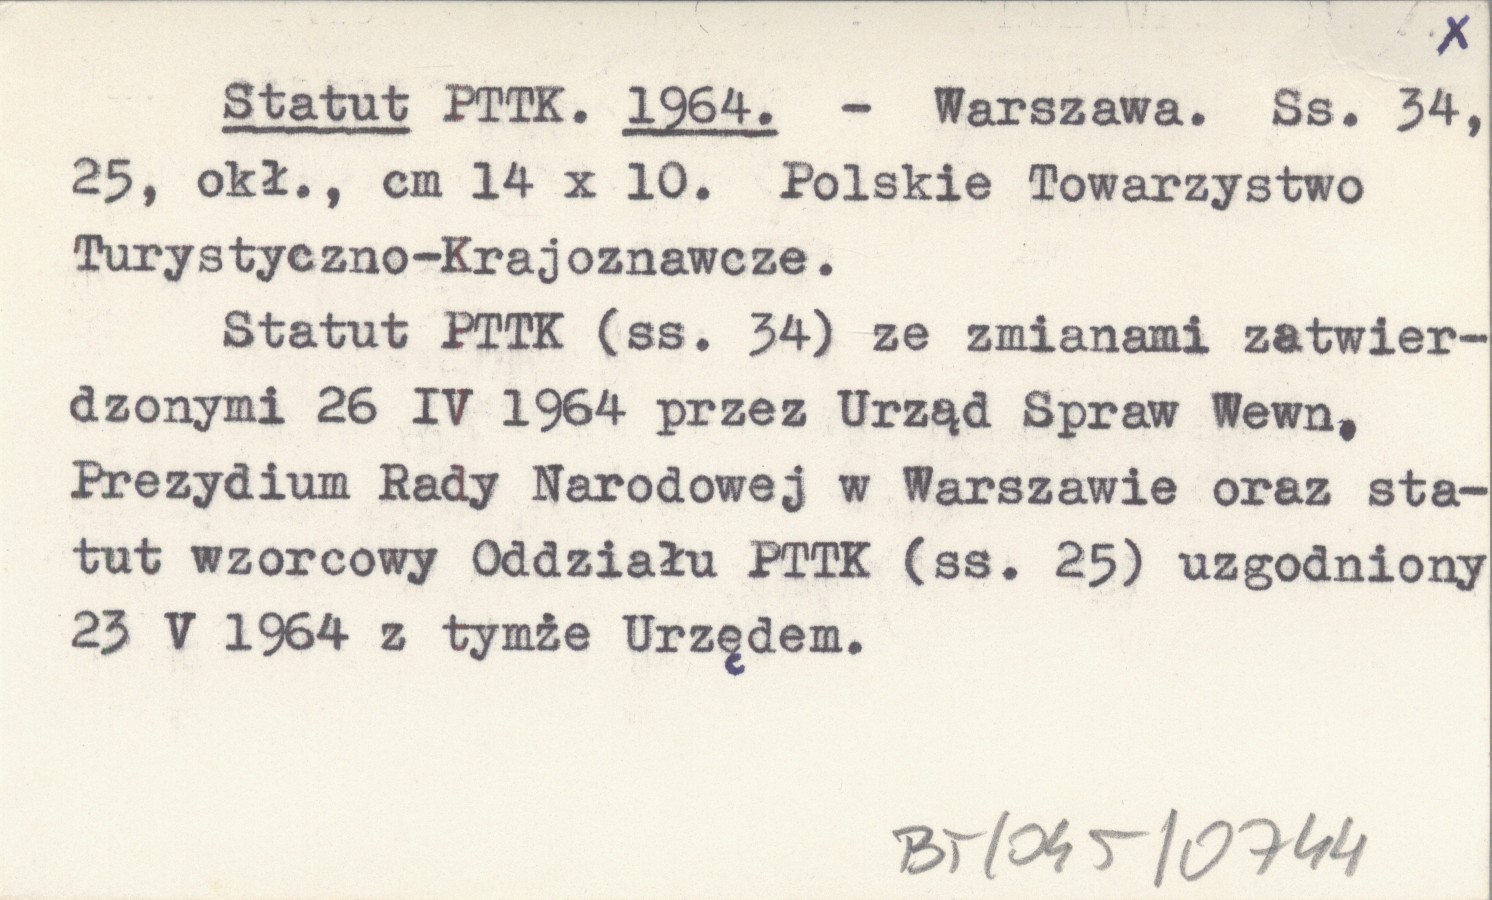 x
Statut PTTK. 1964. - Warszawa. Ss. 34,
25, okł., cm 14 x 10. Polskie Towarzystwo
Turystyczno-Krajoznawcze.
Statut PTTK (ss. 34) ze zmianami zatwier-
dzonymi 26 IV 1964 przez Urząd Spraw Wewn.
Prezydium Rady Narodowej w Warszawie oraz sta-
tut wzorcowy Oddziału PTTK (ss. 25) uzgodniony
23 V 1964 z tymże Urzędem.
BT/045/0744